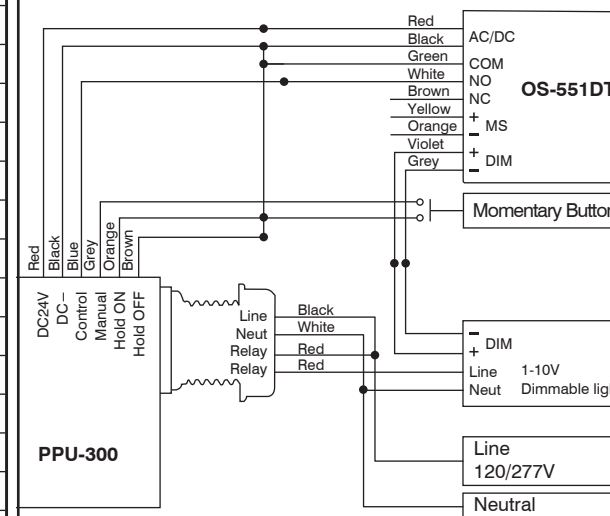 Red
Black
Green
White
Brown
Yellow
Orange
Violet
Grey
AC/DC
COM
NO
NC
+
− MS
+
− DIM
OS-551DT
Momentary Button
Red
Black
Blue
Grey
Orange
Brown
DC24V
DC−
Control
Manual
Hold ON
Hold OFF
PPU-300
Line
Neut
Relay
Relay
Black
White
Red
Red
−
+ DIM
Line 1-10V
Neut Dimmable lig
Line
120/277V
Neutral